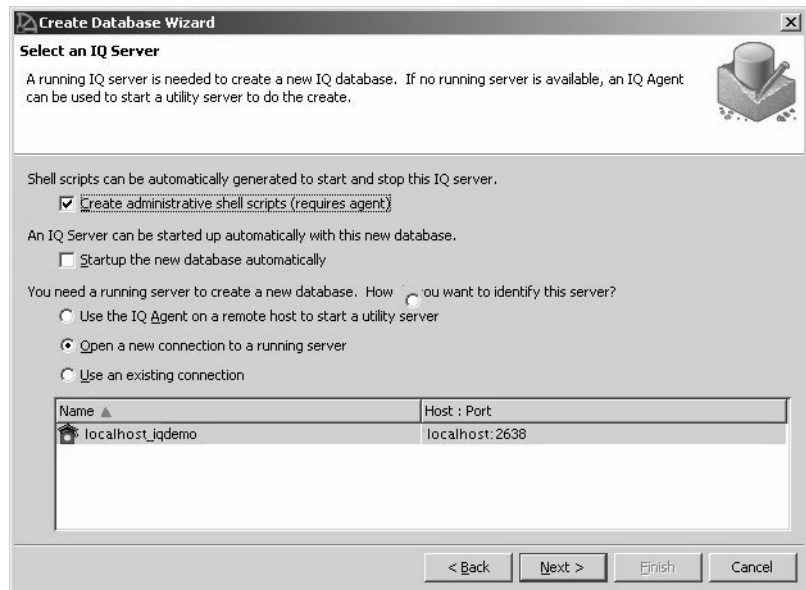 Create Database Wizard
Select an IQ Server
A running IQ server is needed to create a new IQ database. If no running server is available, an IQ Agent
can be used to start a utility server to do the create.
Shell scripts can be automatically generated to start and stop this IQ server.
Create administrative shell scripts (requires agent)
An IQ Server can be started up automatically with this new database.
Startup the new database automatically
You need a running server to create a new database. How you want to identify this server?
Use the IQ Agent on a remote host to start a utility server
Open a new connection to a running server
Use an existing connection
Name Host : Port
localhost_iqdemo localhost:2638
< Back Next > Finish Cancel